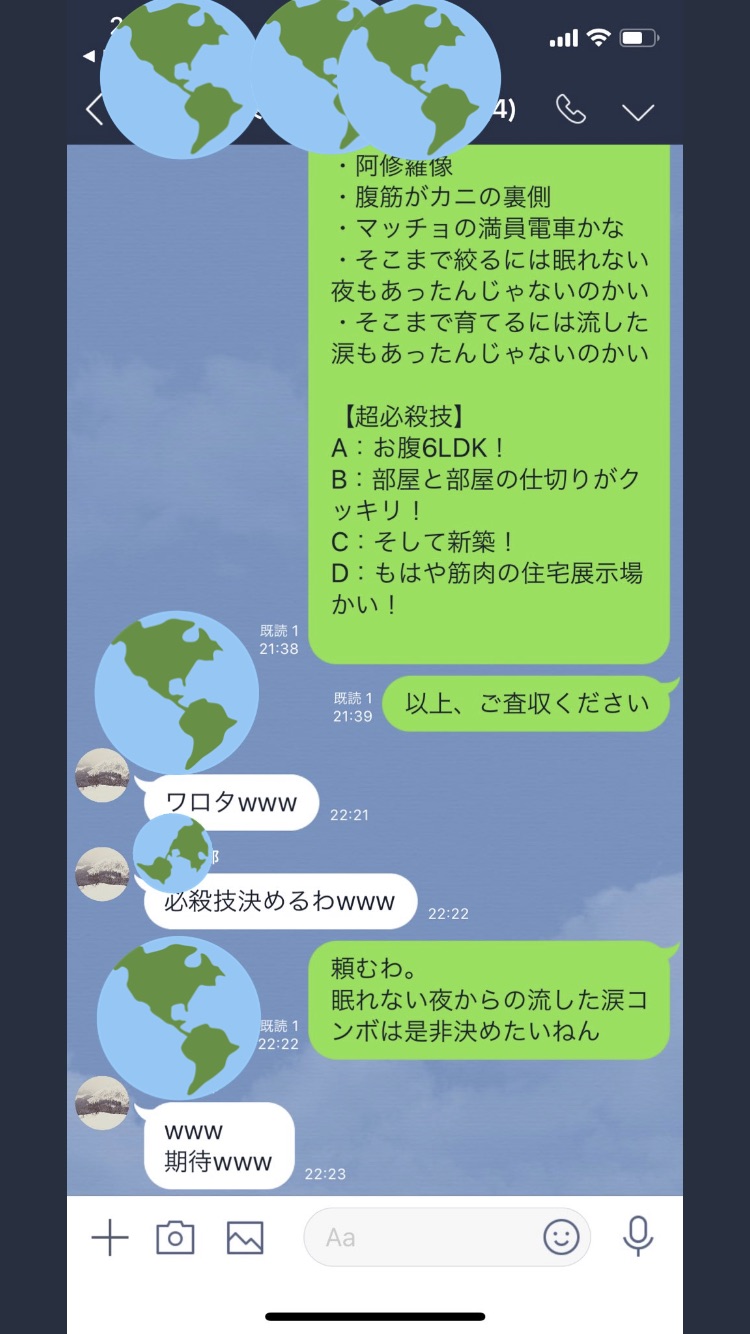 4)
・阿修羅像
・腹筋がカニの裏側
・マッチョの満員電車かな
・そこまで絞るには眠れない
夜もあったんじゃないのかい
・そこまで育てるには流した
涙もあったんじゃないのかい
【超必殺技】
A：お腹6LDK！
B：部屋と部屋の仕切りがク
ッキリ！
C：そして新築！
D：もはや筋肉の住宅展示場
かい！
既読 1
21:38
以上、ご査収ください
既読 1
21:39
ワロタwww
22:21
必殺技決めるわwww
22:22
頼むわ。
眠れない夜からの流した涙コ
ンボは是非決めたいねん
既読 1
22:22
www
期待www
22:23
Aa